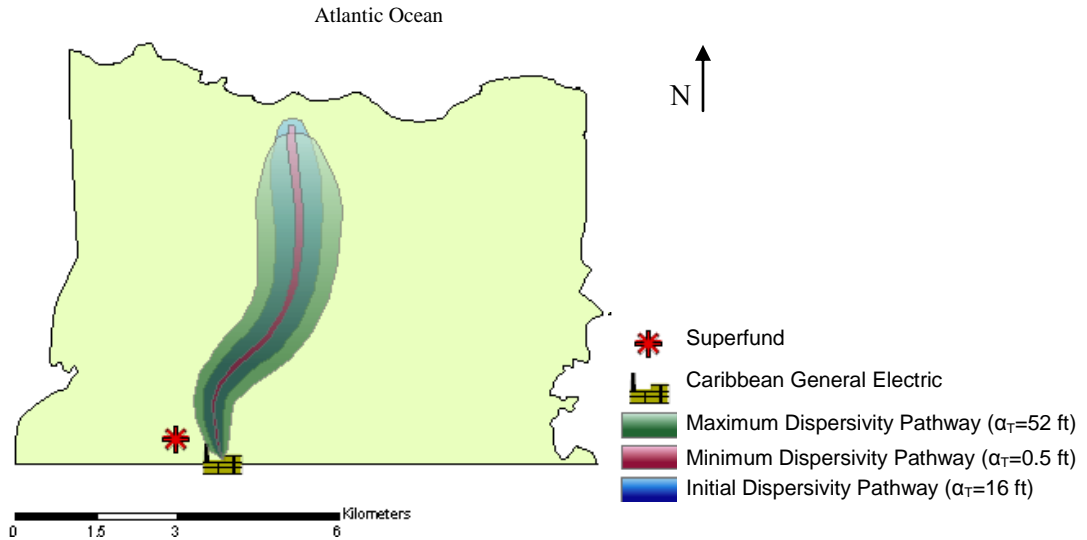 Atlantic Ocean
N
Superfund
Caribbean General Electric
Maximum Dispersivity Pathway (αT=52 ft)
Minimum Dispersivity Pathway (αT=0.5 ft)
Initial Dispersivity Pathway (αT=16 ft)
Kilometers
0 1.5 3 6